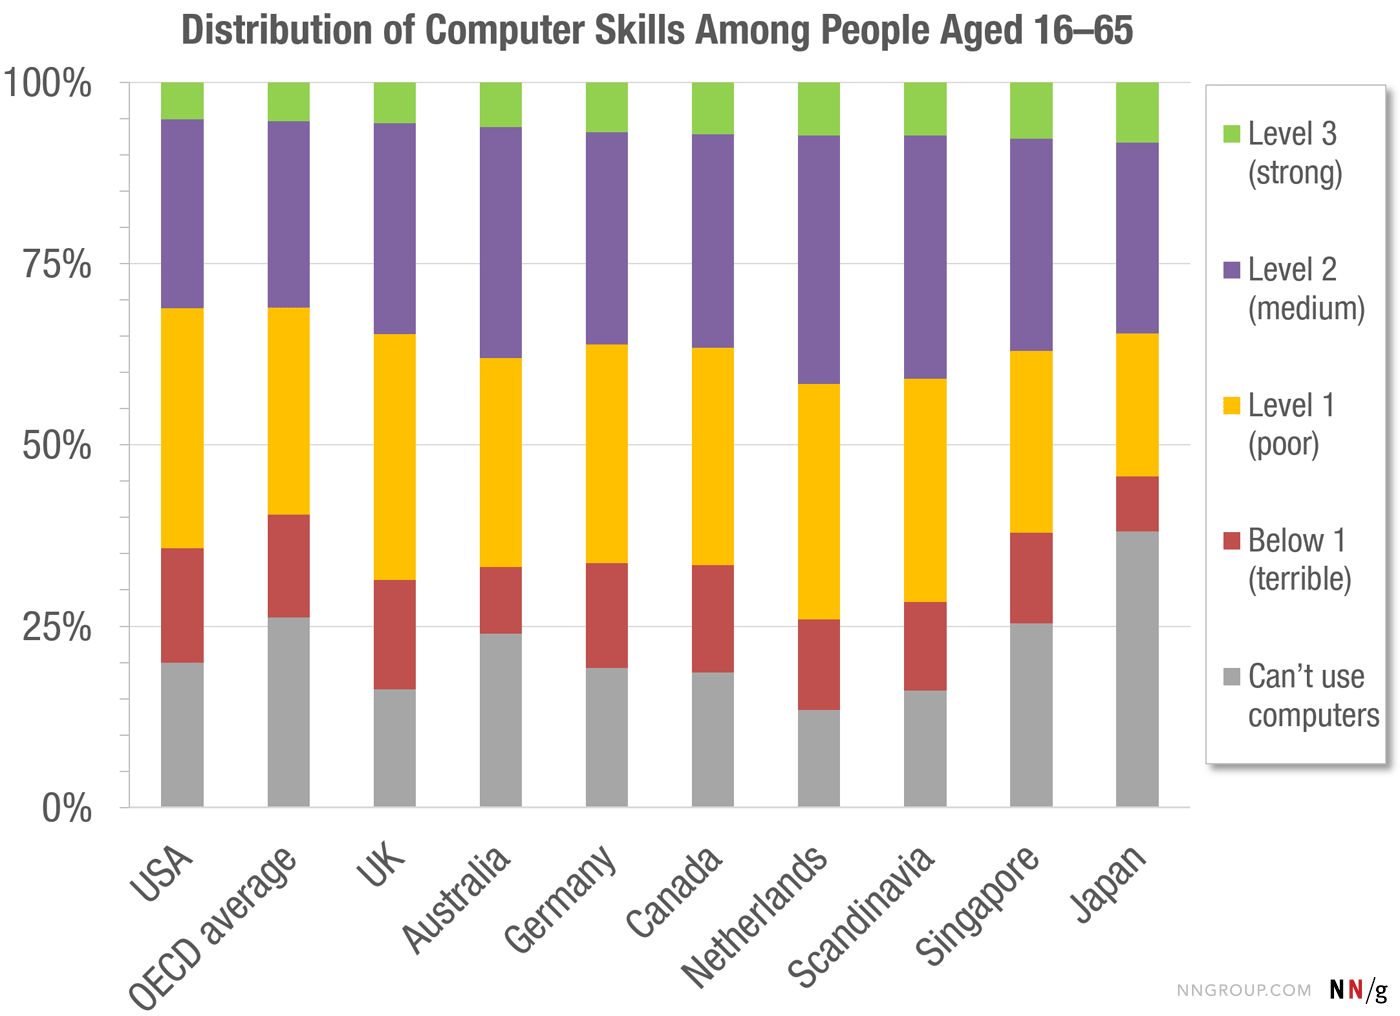 Distribution of Computer Skills Among People Aged 16–65
100%
75%
50%
25%
0%
USA
OECD average
UK
Australia
Germany
Canada
Netherlands
Scandinavia
Singapore
Japan
Level 3
(strong)
Level 2
(medium)
Level 1
(poor)
Below 1
(terrible)
Can't use
computers
NNGROUP.COM NN/g